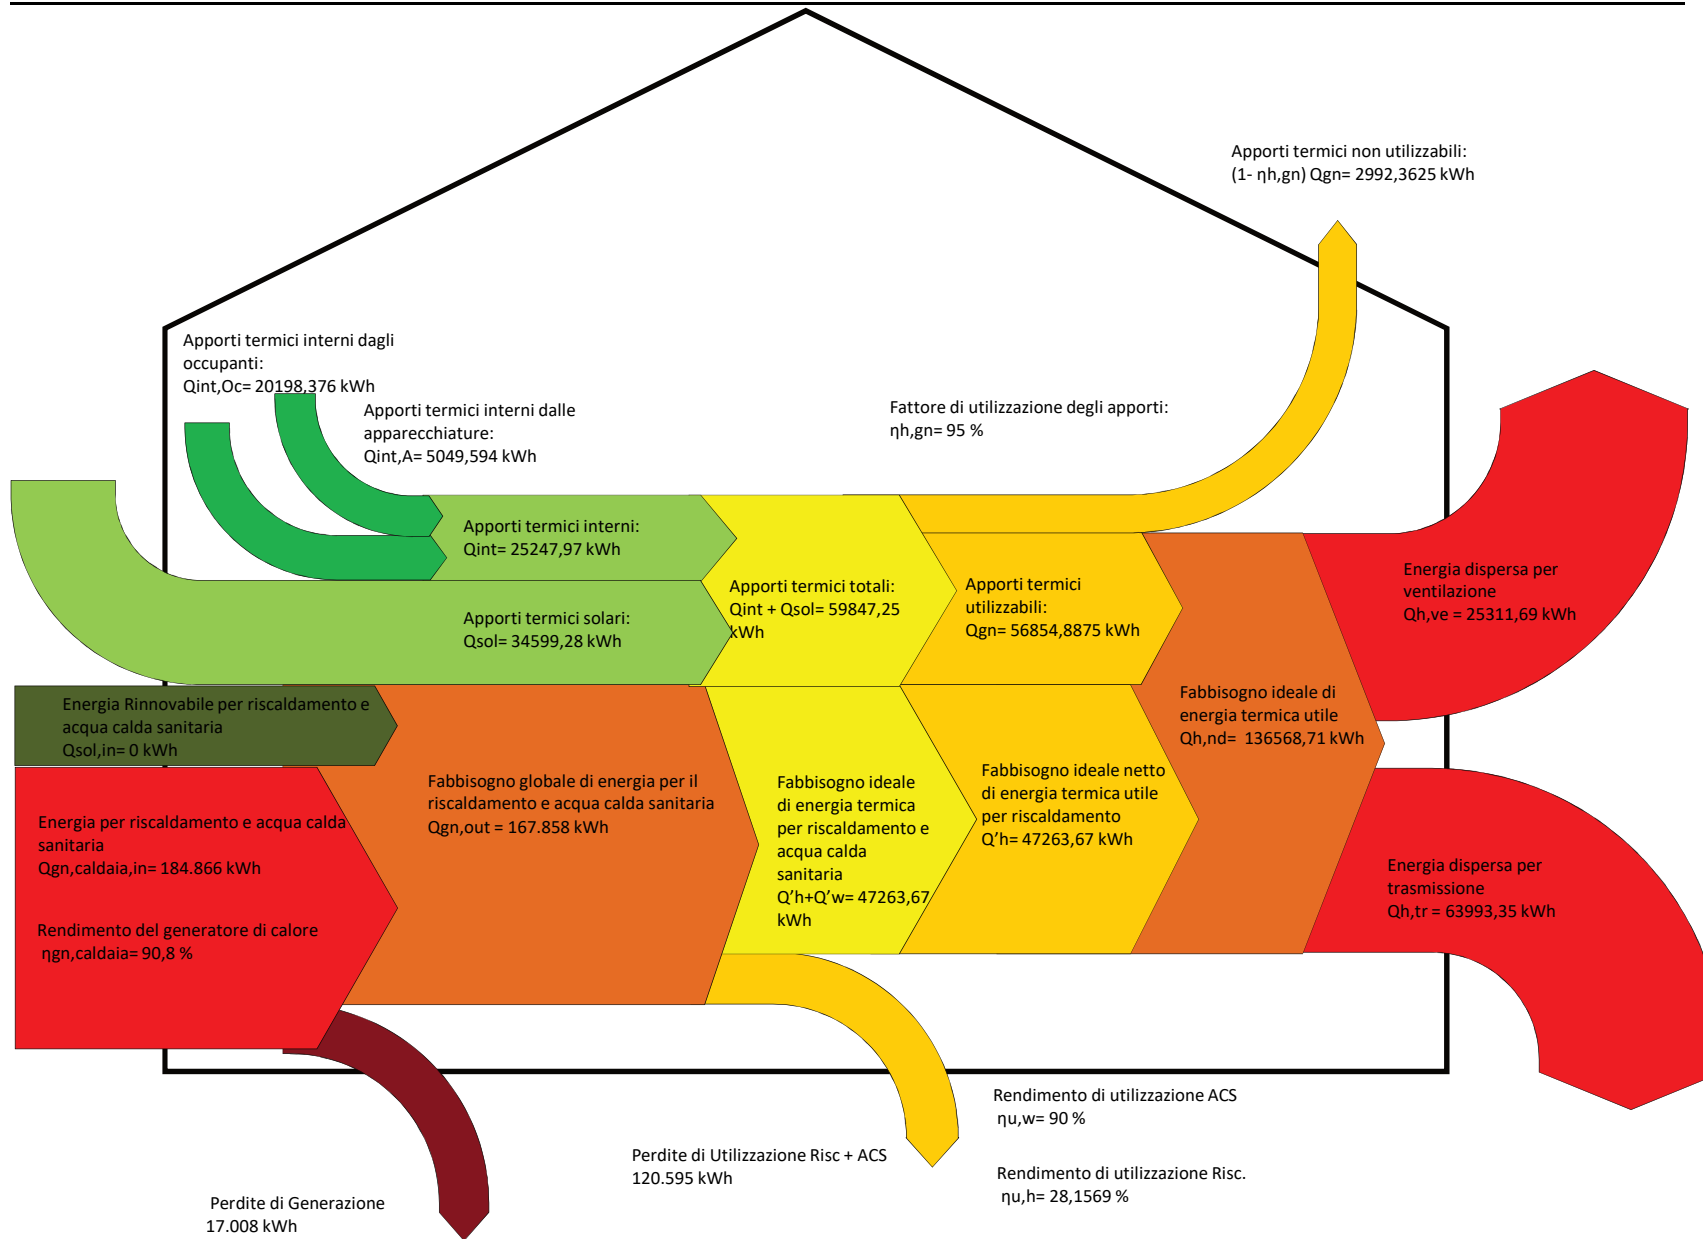 Apporti termici non utilizzabili:
(1- ηh,gn) Qgn= 2992,3625 kWh
Apporti termici interni dagli
occupanti:
Qint,Oc= 20198,376 kWh
Apporti termici interni dalle
apparecchiature:
Qint,A= 5049,594 kWh
Fattore di utilizzazione degli apporti:
ηh,gn= 95 %
Apporti termici interni:
Qint= 25247,97 kWh
Apporti termici solari:
Qsol= 34599,28 kWh
Apporti termici totali:
Qint + Qsol= 59847,25
kWh
Apporti termici
utilizzabili:
Qgn= 56854,8875 kWh
Energia dispersa per
ventilazione
Qh,ve = 25311,69 kWh
Energia Rinnovabile per riscaldamento e
acqua calda sanitaria
Qsol,in= 0 kWh
Fabbisogno ideale di
energia termica utile
Qh,nd=  136568,71 kWh
Energia per riscaldamento e acqua calda
sanitaria
Qgn,caldaia,in= 184.866 kWh
Rendimento del generatore di calore
ηgn,caldaia= 90,8 %
Fabbisogno globale di energia per il
riscaldamento e acqua calda sanitaria
Qgn,out = 167.858 kWh
Fabbisogno ideale
di energia termica
per riscaldamento e
acqua calda
sanitaria
Q’h+Q’w= 47263,67
kWh
Fabbisogno ideale netto
di energia termica utile
per riscaldamento
Q’h= 47263,67 kWh
Energia dispersa per
trasmissione
Qh,tr = 63993,35 kWh
Rendimento di utilizzazione ACS
ηu,w= 90 %
Perdite di Utilizzazione Risc + ACS
120.595 kWh
Rendimento di utilizzazione Risc.
ηu,h= 28,1569 %
Perdite di Generazione
17.008 kWh